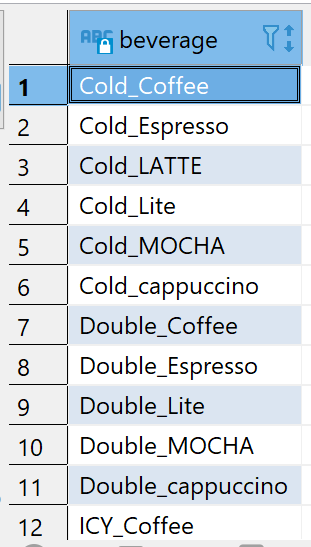 ABC beverage
1 Cold_Coffee
2 Cold_Espresso
3 Cold_LATTE
4 Cold_Lite
5 Cold_MOCHA
6 Cold_cappuccino
7 Double_Coffee
8 Double_Espresso
9 Double_Lite
10 Double_MOCHA
11 Double_cappuccino
12 ICY_Coffee